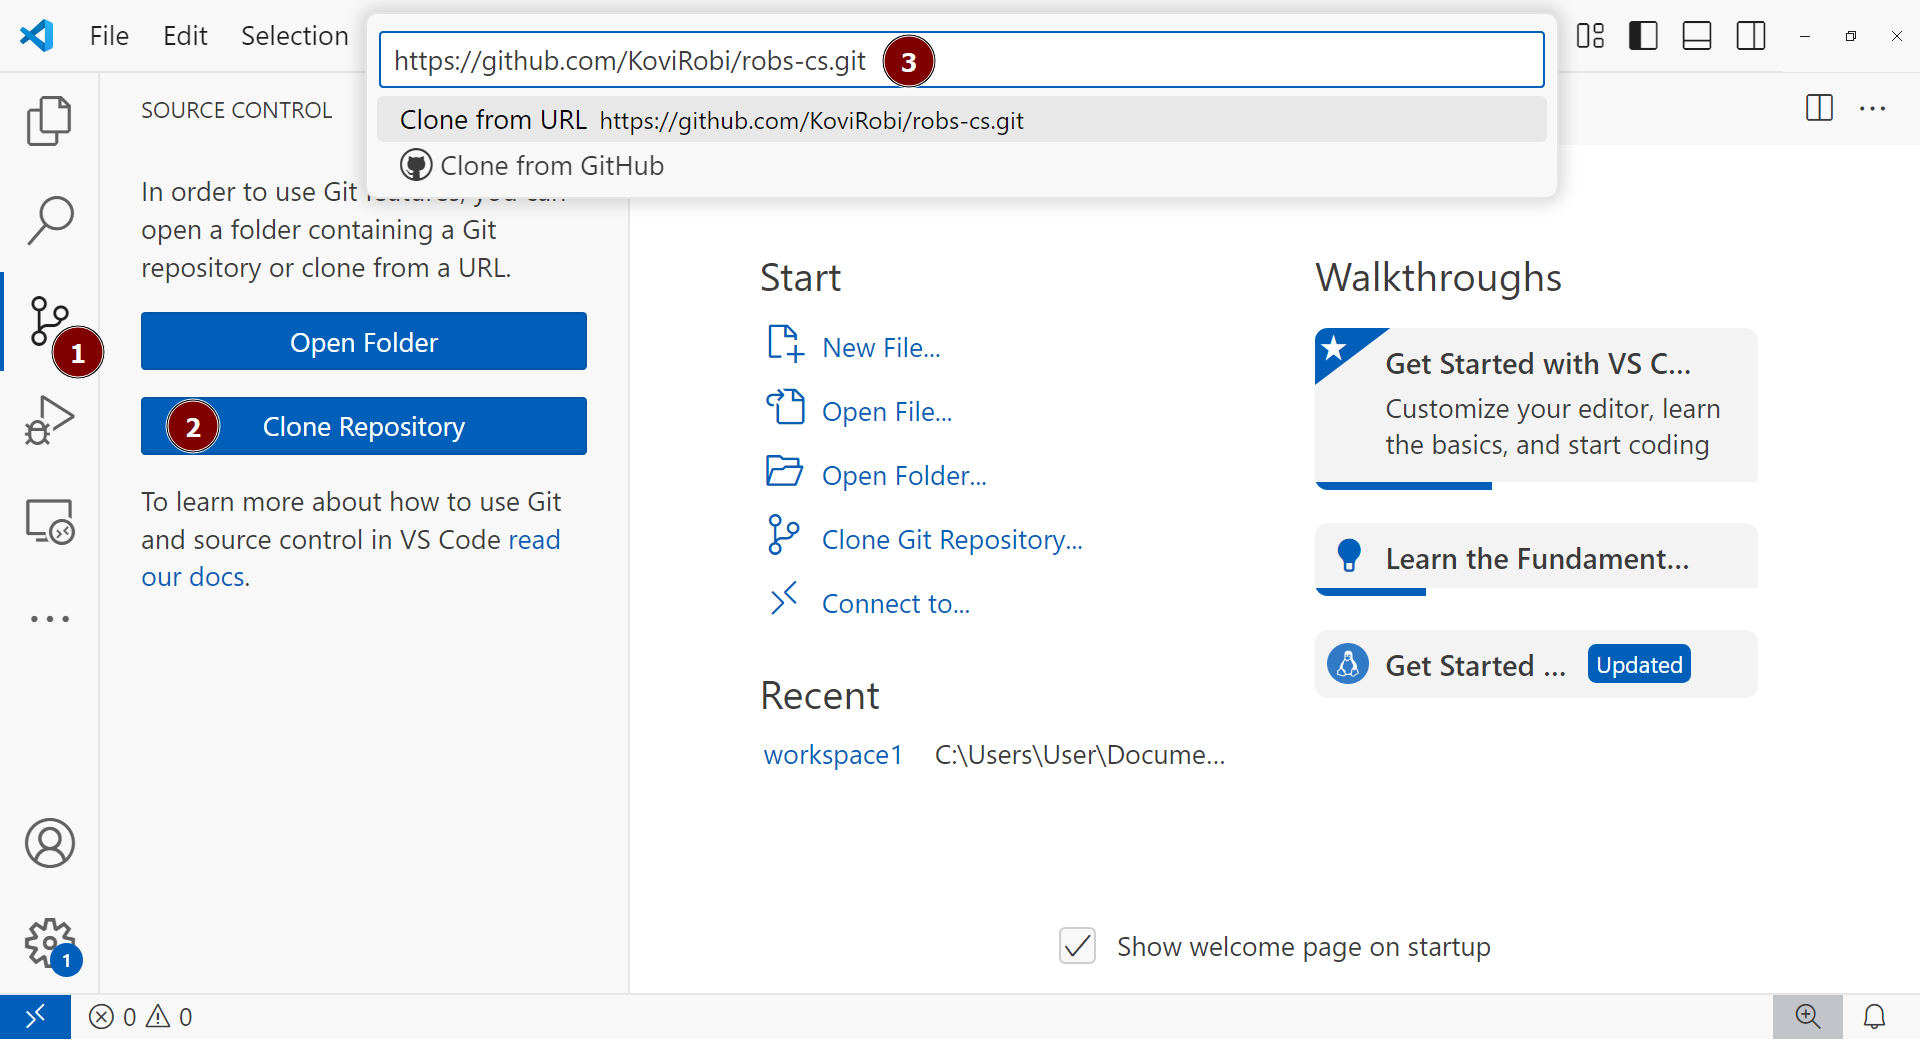 File Edit Selection
https://github.com/KoviRobi/robs-cs.git 3
Clone from URL https://github.com/KoviRobi/robs-cs.git
Clone from GitHub
SOURCE CONTROL
In order to use Git features, you can
open a folder containing a Git
repository or clone from a URL.
Open Folder
1
2 Clone Repository
To learn more about how to use Git
and source control in VS Code read
our docs.
Start
New File...
Open File...
Open Folder...
Clone Git Repository...
Connect to...
Recent
workspace1 C:\Users\User\Docume...
Walkthroughs
Get Started with VS C...
Customize your editor, learn
the basics, and start coding
Learn the Fundament...
Get Started ... Updated
Show welcome page on startup
1
0 0